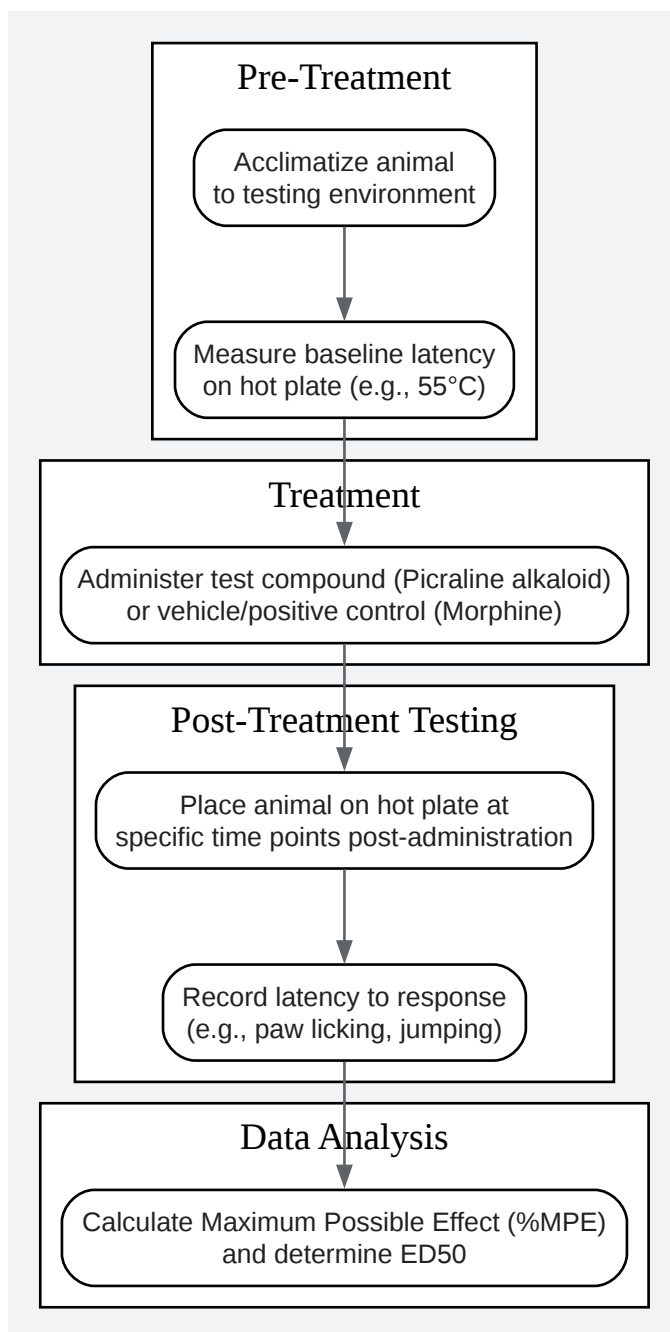 Pre-Treatment
Acclimatize animal
to testing environment
Measure baseline latency
on hot plate (e.g., 55°C)
Treatment
Administer test compound (Picraline alkaloid)
or vehicle/positive control (Morphine)
Post-Treatment Testing
Place animal on hot plate at
specific time points post-administration
Record latency to response
(e.g., paw licking, jumping)
Data Analysis
Calculate Maximum Possible Effect (%MPE)
and determine ED50